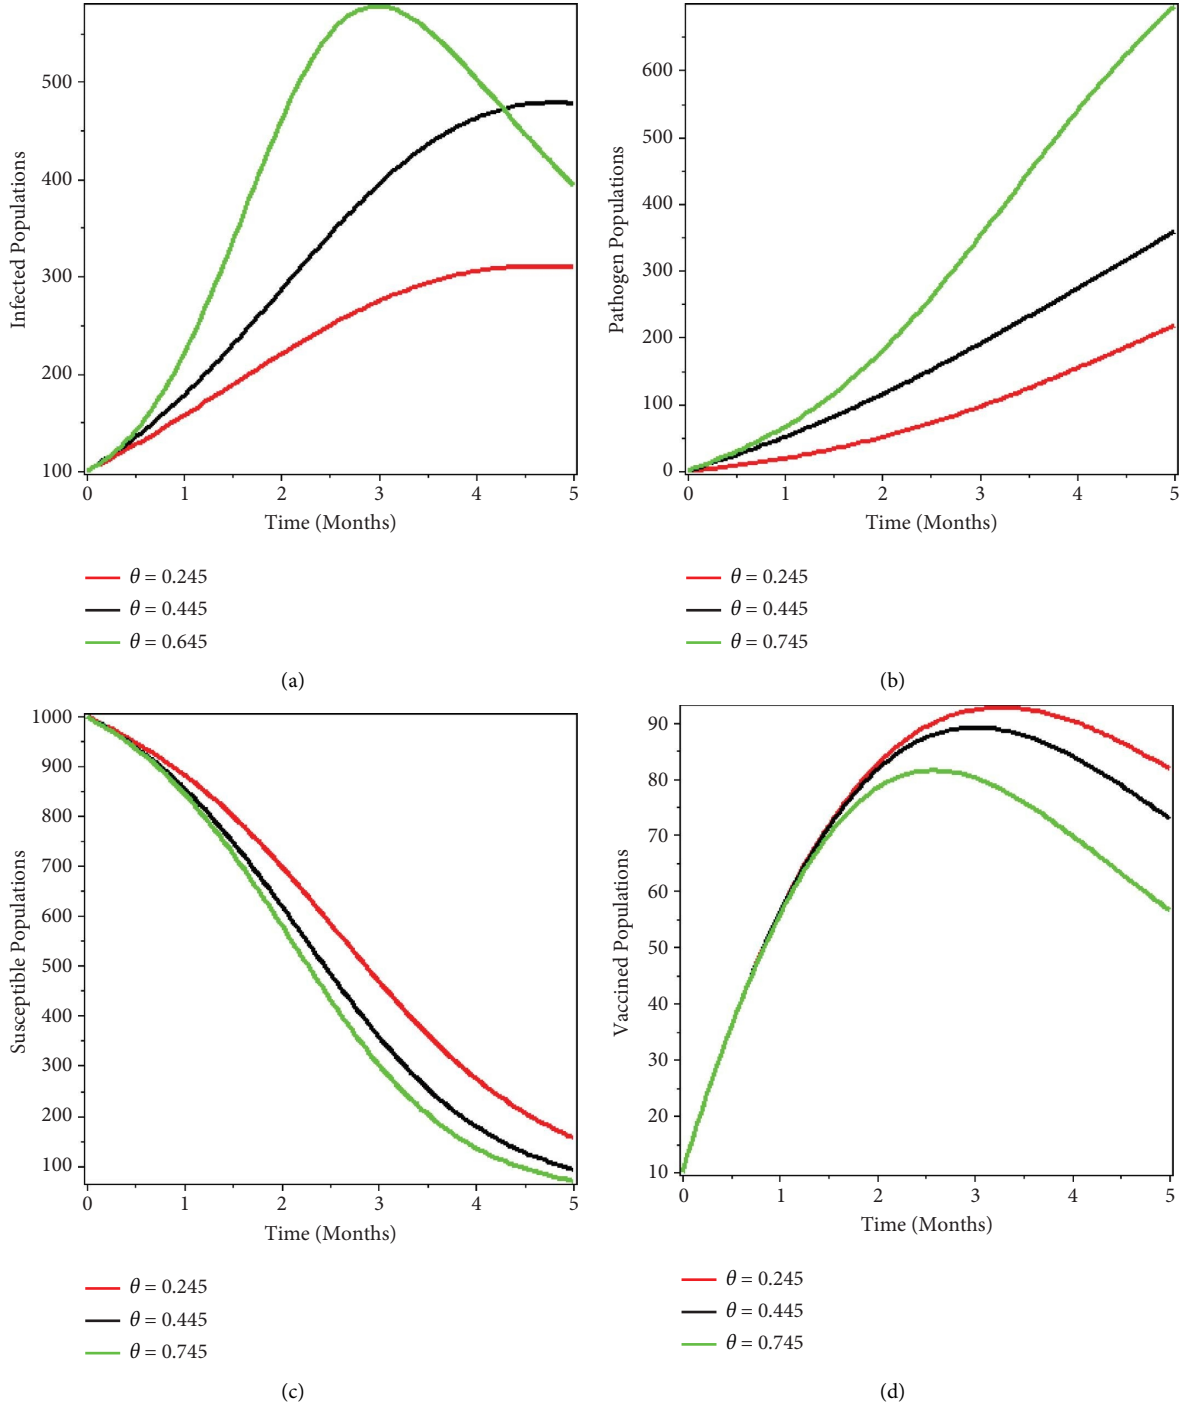 Infected Populations
500
400
300
200
100
0 1 2 3 4 5
Time (Months)
θ = 0.245
θ = 0.445
θ = 0.645
(a)
Pathogen Populations
600
500
400
300
200
100
0
0 1 2 3 4 5
Time (Months)
θ = 0.245
θ = 0.445
θ = 0.745
(b)
Susceptible Populations
1000
900
800
700
600
500
400
300
200
100
0 1 2 3 4 5
Time (Months)
θ = 0.245
θ = 0.445
θ = 0.745
(c)
Vaccined Populations
90
80
70
60
50
40
30
20
10
0 1 2 3 4 5
Time (Months)
θ = 0.245
θ = 0.445
θ = 0.745
(d)